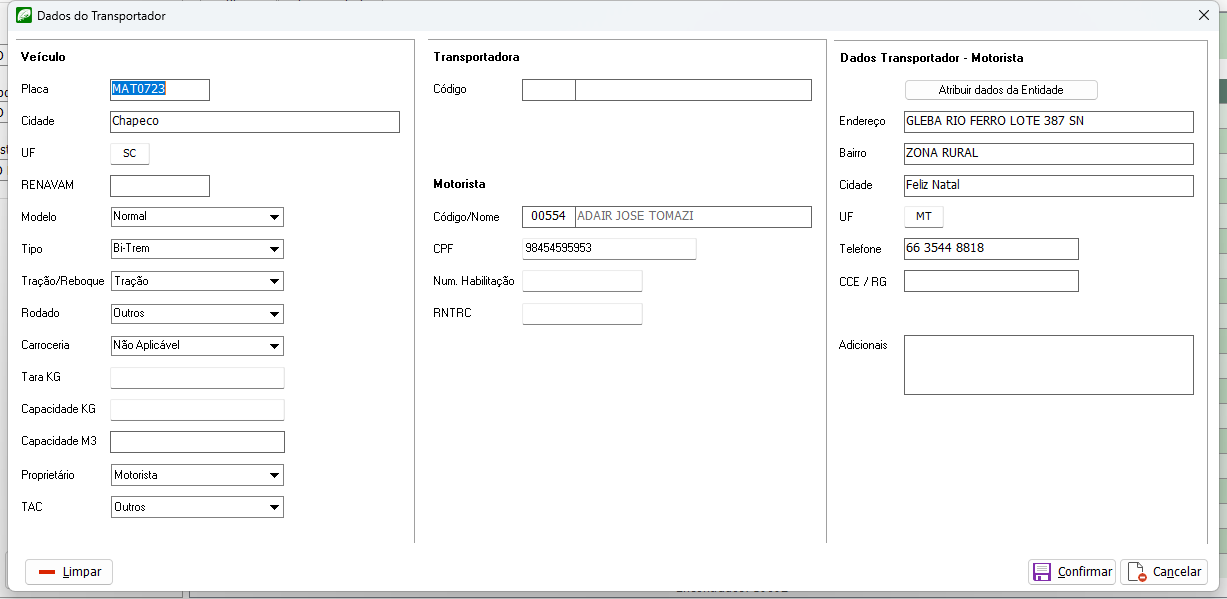 Dados do Transportador
Veículo
Placa MAT0723
Cidade Chapeco
UF SC
RENAVAM
Modelo Normal
Tipo Bi-Trem
Tração/Reboque Tração
Rodado Outros
Carroceria Não Aplicável
Tara KG
Capacidade KG
Capacidade M3
Proprietário Motorista
TAC Outros
Transportadora
Código
Motorista
Código/Nome 00554 ADAIR JOSE TOMAZI
CPF 98454595953
Num. Habilitação
RNTRC
Dados Transportador - Motorista
Atribuir dados da Entidade
Endereço GLEBA RIO FERRO LOTE 387 SN
Bairro ZONA RURAL
Cidade Feliz Natal
UF MT
Telefone 66 3544 8818
CCE / RG
Adicionais
Limpar
Confirmar
Cancelar